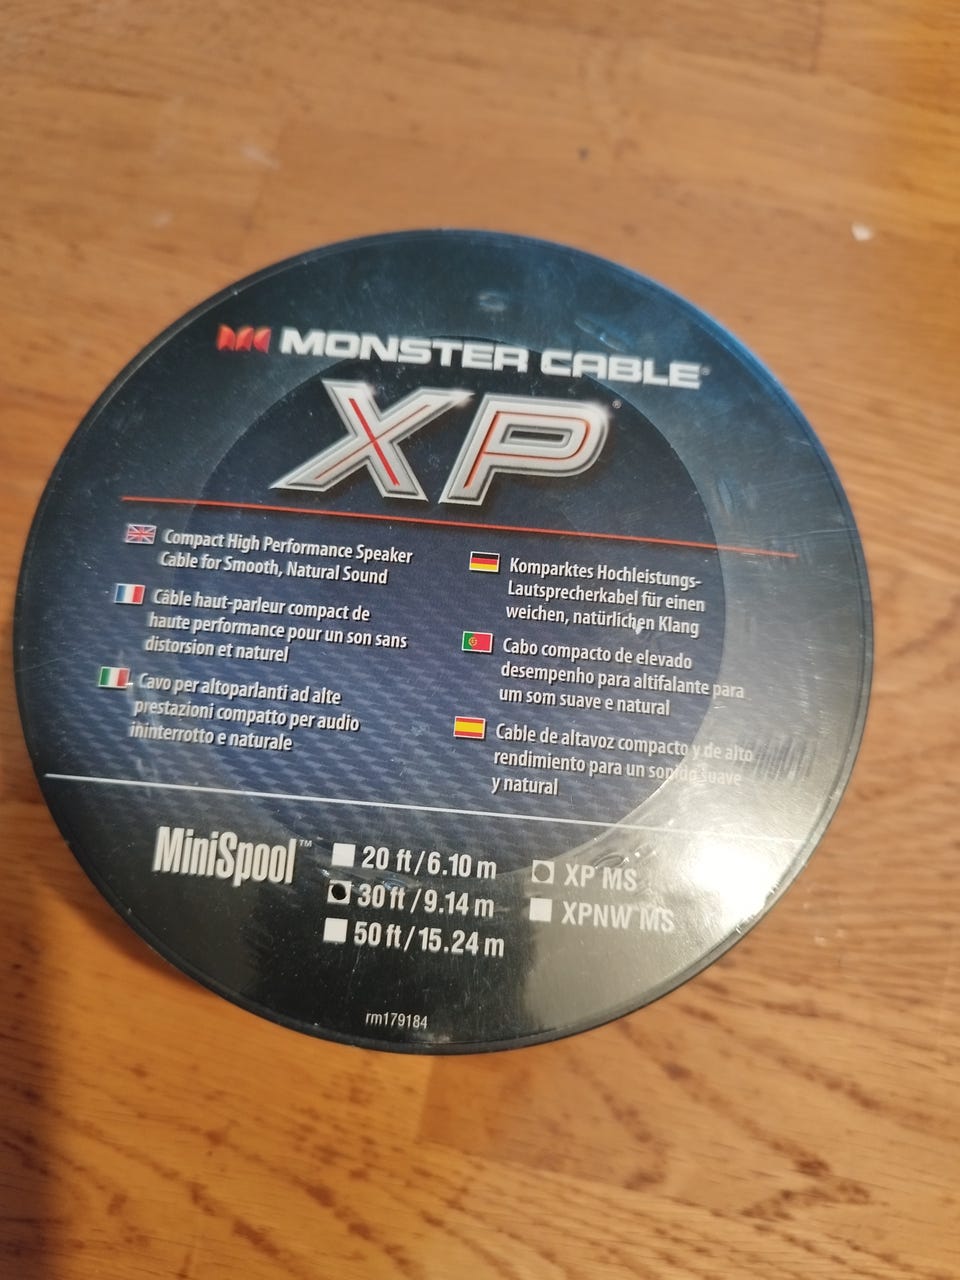 MONSTER CABLE®
XP®
Compact High Performance Speaker
Cable for Smooth, Natural Sound
Câble haut-parleur compact de
haute performance pour un son sans
distorsion et naturel
Cavo per altoparlanti ad alte
prestazioni compatto per audio
ininterrotto e naturale
Komparktes Hochleistungs-
Lautsprecherkabel für einen
weichen, natürlichen Klang
Cabo compacto de elevado
desempenho para altifalante para
um som suave e natural
Cable de altavoz compacto y de alto
rendimiento para un sonido suave
y natural
MiniSpool™
20 ft/6.10 m
30 ft/9.14 m
50 ft/15.24 m
XP MS
XPNW MS
rm179184